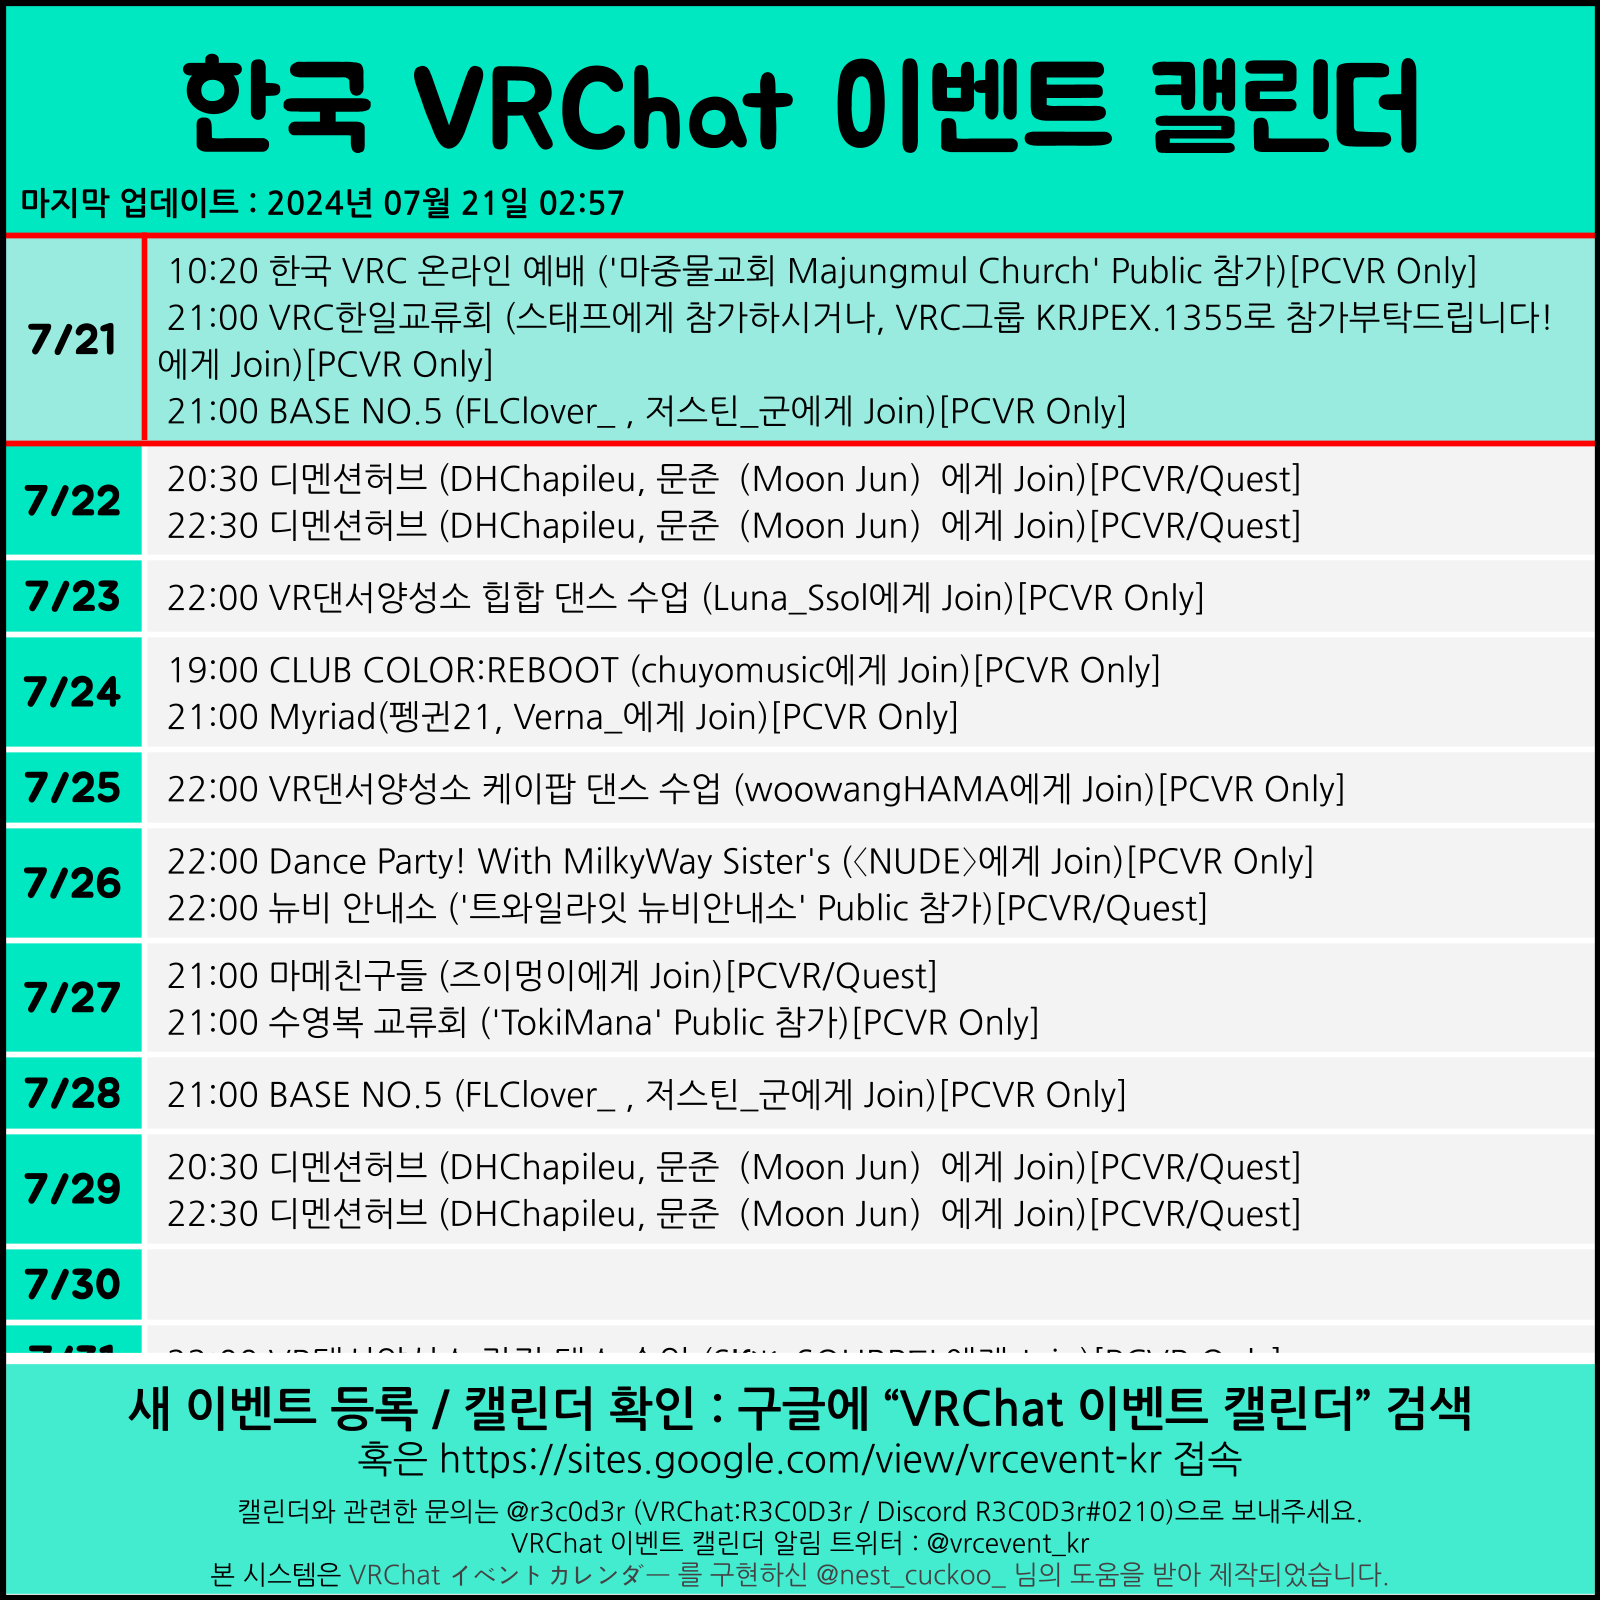 한국 VRChat 이벤트 캘린더
마지막 업데이트 : 2024년 07월 21일 02:57
7/21
10:20 한국 VRC 온라인 예배 ('마중물교회 Majungmul Church' Public 참가)[PCVR Only]
21:00 VRC한일교류회 (스태프에게 참가하시거나, VRC그룹 KRJPEX.1355로 참가부탁드립니다!
에게 Join)[PCVR Only]
21:00 BASE NO.5 (FLClover_ , 저스틴_군에게 Join)[PCVR Only]
7/22
20:30 디멘션허브 (DHChapileu, 문준（Moon Jun）에게 Join)[PCVR/Quest]
22:30 디멘션허브 (DHChapileu, 문준（Moon Jun）에게 Join)[PCVR/Quest]
7/23
22:00 VR댄서양성소 힙합 댄스 수업 (Luna_Ssol에게 Join)[PCVR Only]
7/24
19:00 CLUB COLOR:REBOOT (chuyomusic에게 Join)[PCVR Only]
21:00 Myriad(펭귄21, Verna_에게 Join)[PCVR Only]
7/25
22:00 VR댄서양성소 케이팝 댄스 수업 (woowangHAMA에게 Join)[PCVR Only]
7/26
22:00 Dance Party! With MilkyWay Sister's (〈NUDE〉에게 Join)[PCVR Only]
22:00 뉴비 안내소 ('트와일라잇 뉴비안내소' Public 참가)[PCVR/Quest]
7/27
21:00 마메친구들 (즈이멍이에게 Join)[PCVR/Quest]
21:00 수영복 교류회 ('TokiMana' Public 참가)[PCVR Only]
7/28
21:00 BASE NO.5 (FLClover_ , 저스틴_군에게 Join)[PCVR Only]
7/29
20:30 디멘션허브 (DHChapileu, 문준（Moon Jun）에게 Join)[PCVR/Quest]
22:30 디멘션허브 (DHChapileu, 문준（Moon Jun）에게 Join)[PCVR/Quest]
7/30
7/31
22:00 VR댄서양성소 댄스 수업 Join)[PCVR Only]
새 이벤트 등록 / 캘린더 확인 : 구글에 “VRChat 이벤트 캘린더” 검색
혹은 https://sites.google.com/view/vrcevent-kr 접속
캘린더와 관련한 문의는 @r3c0d3r (VRChat:R3C0D3r / Discord R3C0D3r#0210)으로 보내주세요.
VRChat 이벤트 캘린더 알림 트위터 : @vrcevent_kr
본 시스템은 VRChat イベントカレンダー 를 구현하신 @nest_cuckoo_ 님의 도움을 받아 제작되었습니다.